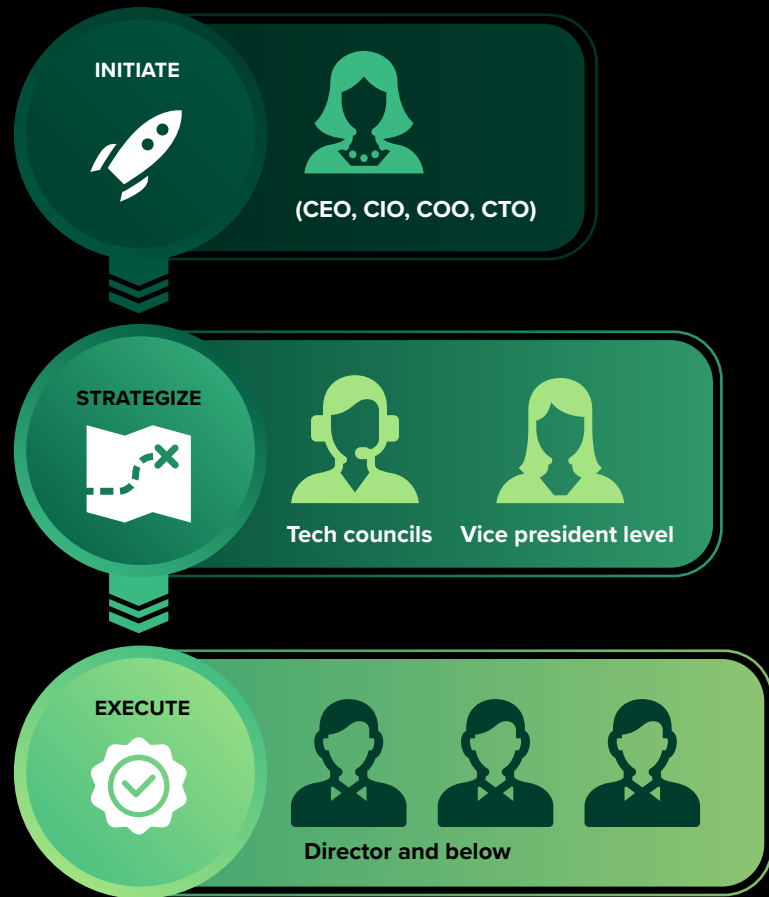 INITIATE
(CEO, CIO, COO, CTO)
STRATEGIZE
Tech councils
Vice president level
EXECUTE
Director and below